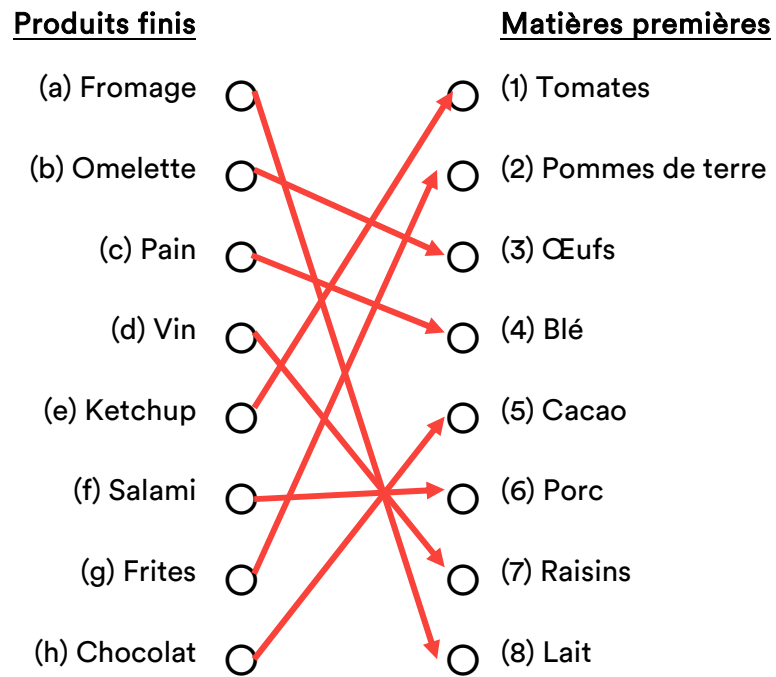 Produits finis
Matières premières
(a) Fromage
(1) Tomates
(b) Omelette
(2) Pommes de terre
(c) Pain
(3) Œufs
(d) Vin
(4) Blé
(e) Ketchup
(5) Cacao
(f) Salami
(6) Porc
(g) Frites
(7) Raisins
(h) Chocolat
(8) Lait